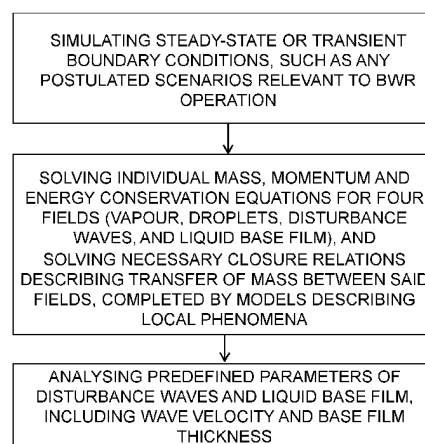 SIMULATING STEADY-STATE OR TRANSIENT
BOUNDARY CONDITIONS, SUCH AS ANY
POSTULATED SCENARIOS RELEVANT TO BWR
OPERATION
SOLVING INDIVIDUAL MASS, MOMENTUM AND
ENERGY CONSERVATION EQUATIONS FOR FOUR
FIELDS (VAPOUR, DROPLETS, DISTURBANCE
WAVES, AND LIQUID BASE FILM), AND
SOLVING NECESSARY CLOSURE RELATIONS
DESCRIBING TRANSFER OF MASS BETWEEN SAID
FIELDS, COMPLETED BY MODELS DESCRIBING
LOCAL PHENOMENA
ANALYSING PREDEFINED PARAMETERS OF
DISTURBANCE WAVES AND LIQUID BASE FILM,
INCLUDING WAVE VELOCITY AND BASE FILM
THICKNESS